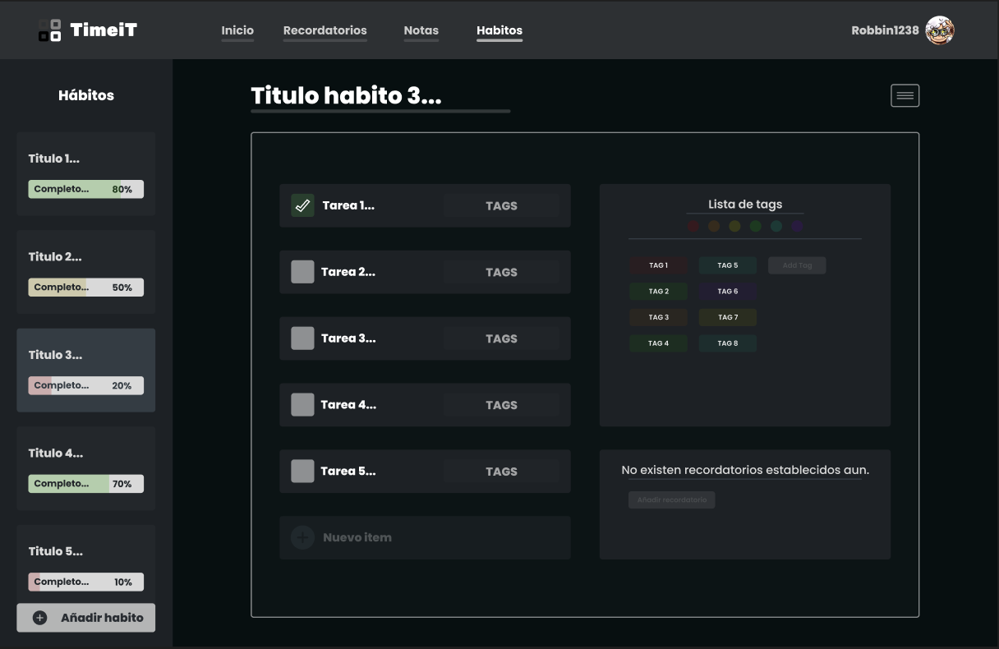 TimeiT
Inicio
Recordatorios
Notas
Habitos
Robbin1238
Hábitos
Titulo 1...
Completo... 80%
Titulo 2...
Completo... 50%
Titulo 3...
Completo... 20%
Titulo 4...
Completo... 70%
Titulo 5...
Completo... 10%
Añadir habito
Titulo habito 3...
Tarea 1... TAGS
Tarea 2... TAGS
Tarea 3... TAGS
Tarea 4... TAGS
Tarea 5... TAGS
Nuevo item
Lista de tags
TAG 1 TAG 5 Add Tag
TAG 2 TAG 6
TAG 3 TAG 7
TAG 4 TAG 8
No existen recordatorios establecidos aun.
Añadir recordatorio